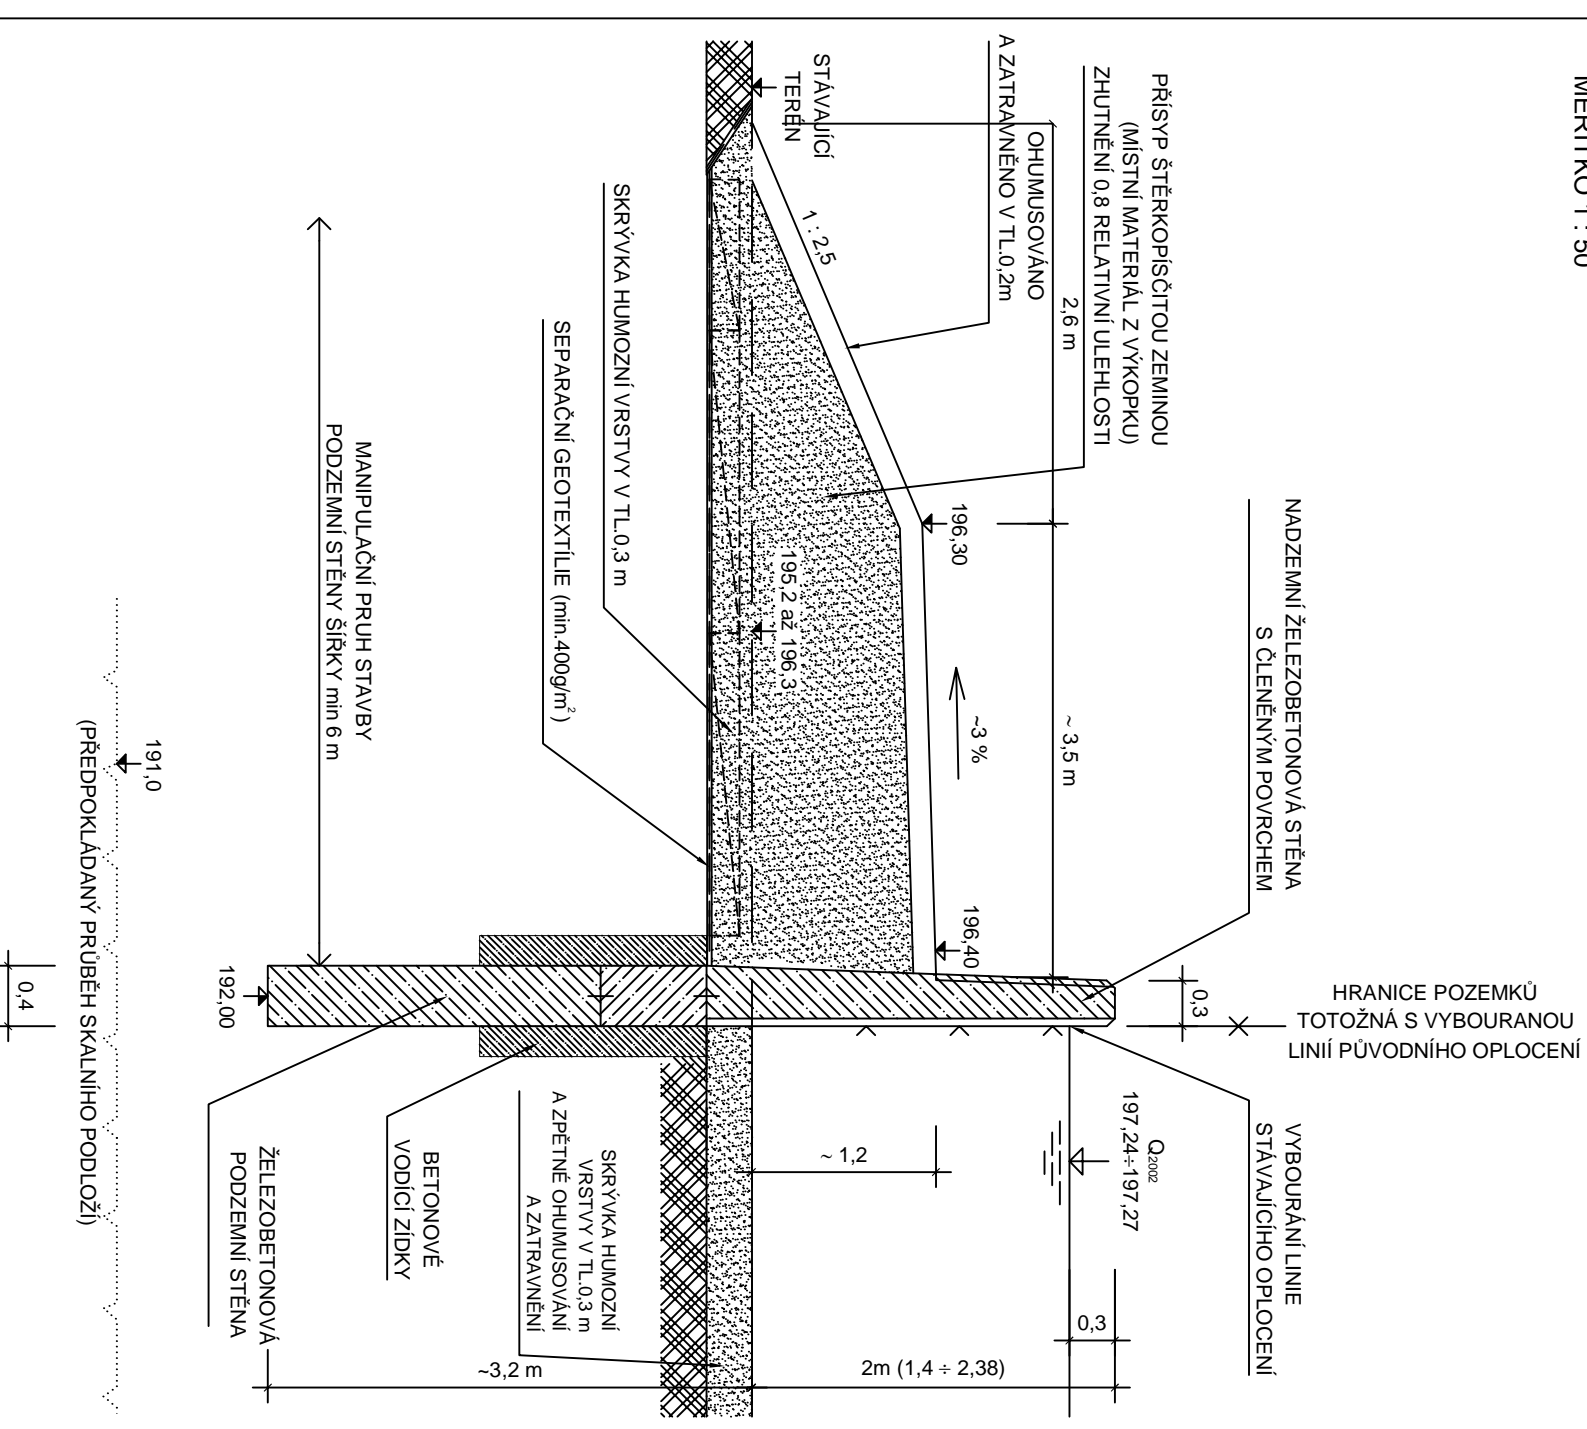 MĚŘÍTKO 1 : 50
PŘÍSYP ŠTĚRKOPÍSČITOU ZEMINOU
(MÍSTNÍ MATERIÁL Z VÝKOPKU)
ZHUTNĚNÍ 0,8 RELATIVNÍ ULEHLOSTI
OHUMUSOVÁNO
A ZATRAVNĚNO V TL.0,2m
STÁVAJÍCÍ
TERÉN
1 : 2,5
2,6 m
~ 3,5 m
196,30
~3 %
196,40
195,2 až 196,3
NADZEMNÍ ŽELEZOBETONOVÁ STĚNA
S ČLENĚNÝM POVRCHEM
0,3
HRANICE POZEMKŮ
TOTOŽNÁ S VYBOURANOU
LINIÍ PŮVODNÍHO OPLOCENÍ
VYBOURÁNÍ LINIE
STÁVAJÍCÍHO OPLOCENÍ
Q2002
197,24÷197,27
0,3
~ 1,2
2m (1,4 ÷ 2,38)
~3,2 m
SKRÝVKA HUMOZNÍ VRSTVY V TL.0,3 m
SEPARAČNÍ GEOTEXTÍLIE (min.400g/m²)
MANIPULAČNÍ PRUH STAVBY
PODZEMNÍ STĚNY ŠÍŘKY min 6 m
SKRÝVKA HUMOZNÍ
VRSTVY V TL.0,3 m
A ZPĚTNÉ OHUMUSOVÁNÍ
A ZATRAVNĚNÍ
BETONOVÉ
VODÍCÍ ZÍDKY
ŽELEZOBETONOVÁ
PODZEMNÍ STĚNA
192,00
191,0
(PŘEDPOKLÁDANÝ PRŮBĚH SKALNÍHO PODLOŽÍ)
0,4